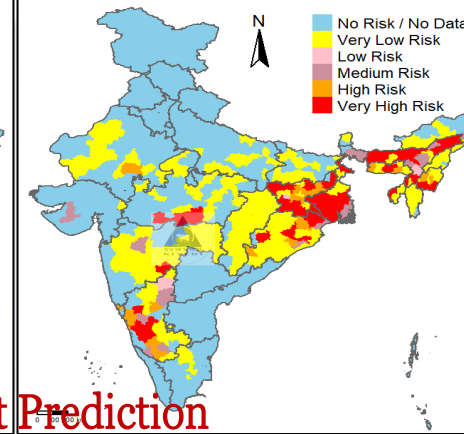 N
No Risk / No Data
Very Low Risk
Low Risk
Medium Risk
High Risk
Very High Risk
t Prediction